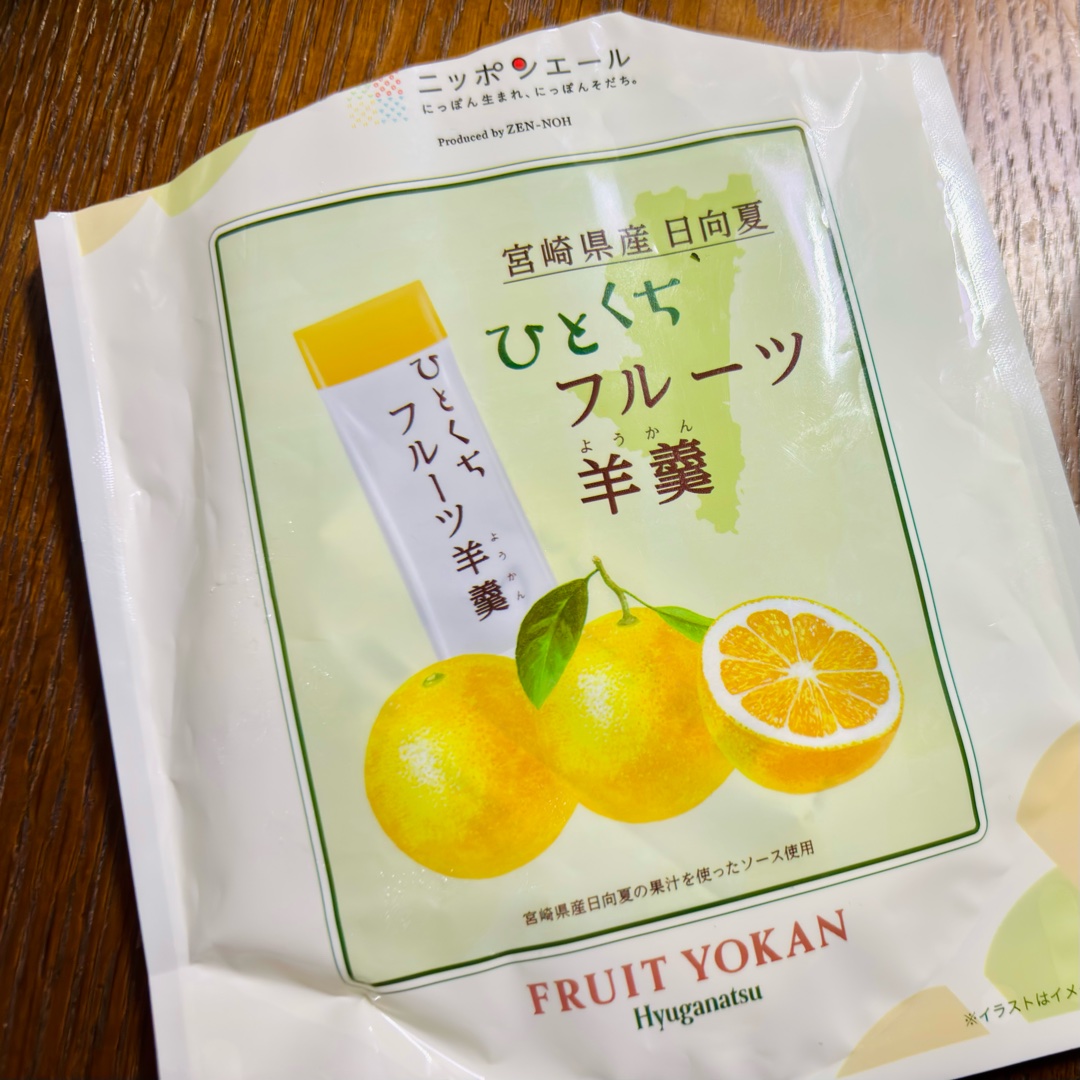 ニッポンエール
にっぽん生まれ、にっぽんそだち。
Produced by ZEN-NOH
宮崎県産 日向夏
ひとくち
フルーツ
ようかん
羊羹
ひとくち
フルーツ羊羹
ようかん
宮崎県産日向夏の果汁を使ったソース使用
FRUIT YOKAN
Hyuganatsu
※イラストはイメ